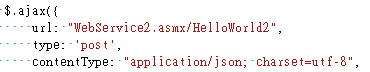 $.ajax({
url: "WebService2.asmx/HelloWorld2",
type: 'post',
contentType: "application/json; charset=utf-8",